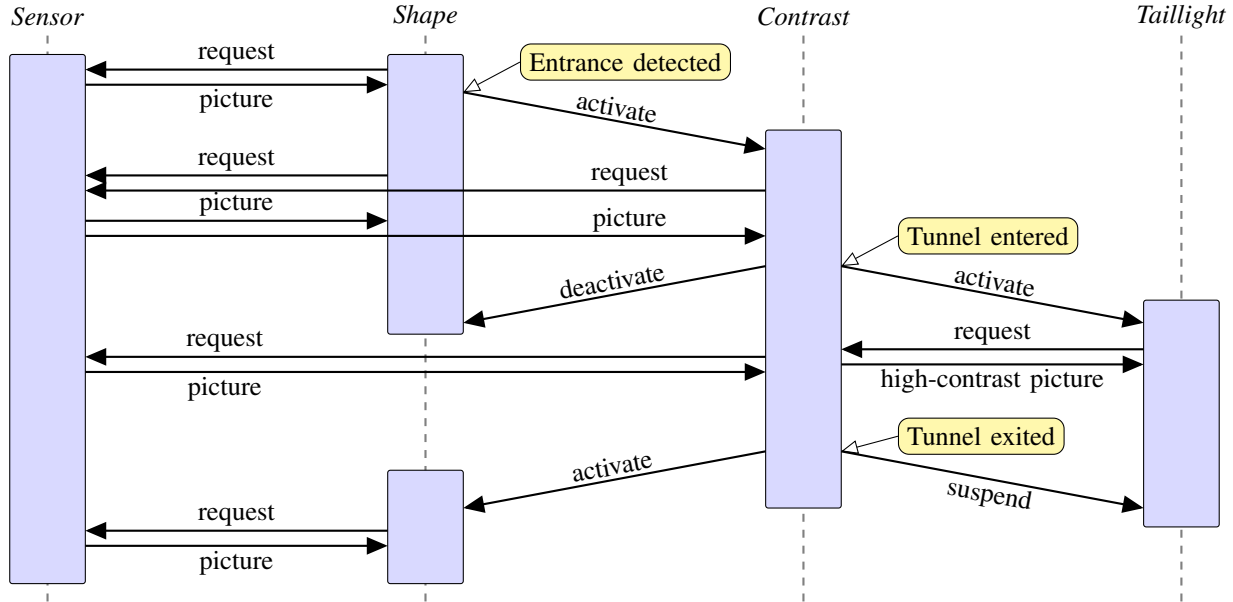 Sensor
Shape
Contrast
Taillight
request
picture
Entrance detected
activate
request
request
picture
picture
Tunnel entered
deactivate
activate
request
picture
request
high-contrast picture
Tunnel exited
activate
suspend
request
picture